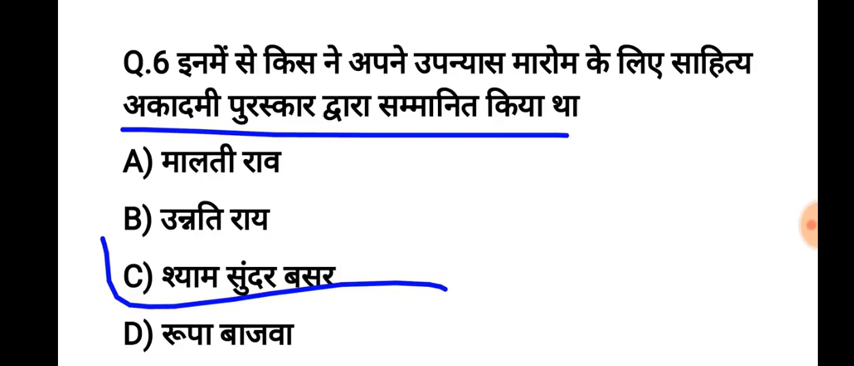 Q.6 इनमें से किस ने अपने उपन्यास मारोम के लिए साहित्य
अकादमी पुरस्कार द्वारा सम्मानित किया था
A) मालती राव
B) उन्नति राय
C) श्याम सुंदर बसर
D) रूपा बाजवा